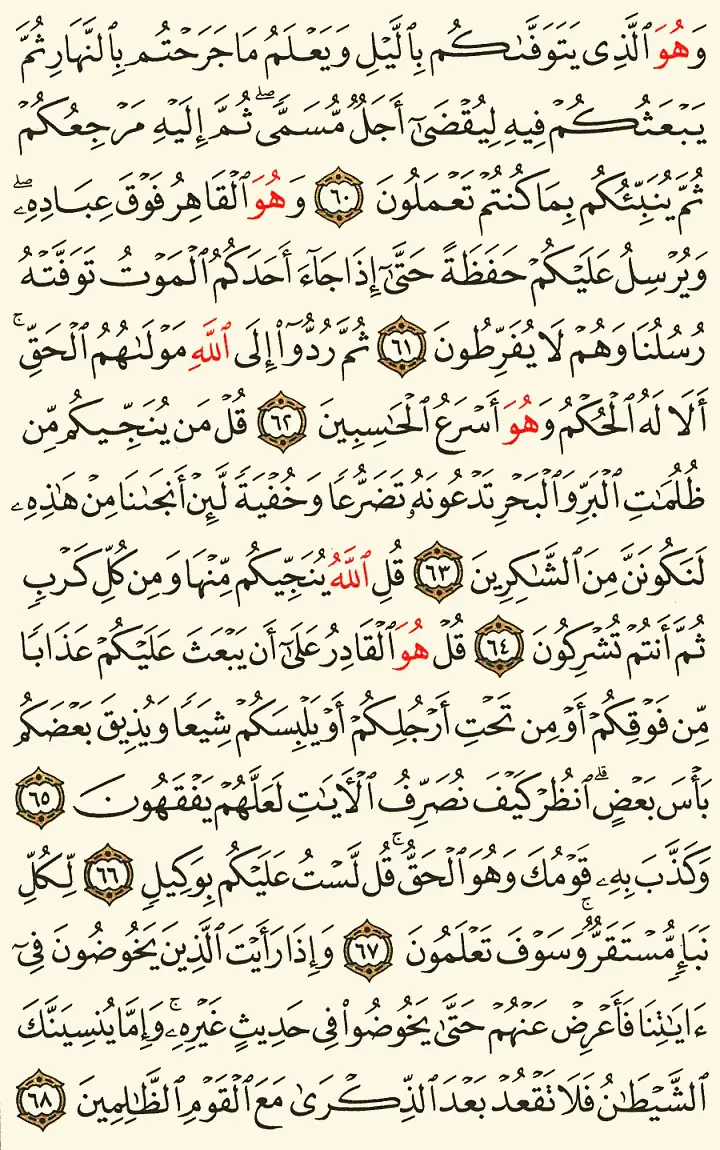 وَهُوَ ٱلَّذِى يَتَوَفَّىٰكُم بِٱلَّيْلِ وَيَعْلَمُ مَا جَرَحْتُم بِٱلنَّهَارِ ثُمَّ
يَبْعَثُكُمْ فِيهِ لِيُقْضَىٰٓ أَجَلٌ مُّسَمًّى ۖ ثُمَّ إِلَيْهِ مَرْجِعُكُمْ
ثُمَّ يُنَبِّئُكُم بِمَا كُنتُمْ تَعْمَلُونَ ٦٠ وَهُوَ ٱلْقَاهِرُ فَوْقَ عِبَادِهِۦ ۖ
وَيُرْسِلُ عَلَيْكُمْ حَفَظَةً حَتَّىٰٓ إِذَا جَآءَ أَحَدَكُمُ ٱلْمَوْتُ تَوَفَّتْهُ
رُسُلُنَا وَهُمْ لَا يُفَرِّطُونَ ٦١ ثُمَّ رُدُّوٓا۟ إِلَى ٱللَّهِ مَوْلَىٰهُمُ ٱلْحَقِّ ۚ
أَلَا لَهُ ٱلْحُكْمُ وَهُوَ أَسْرَعُ ٱلْحَـٰسِبِينَ ٦٢ قُلْ مَن يُنَجِّيكُم مِّن
ظُلُمَـٰتِ ٱلْبَرِّ وَٱلْبَحْرِ تَدْعُونَهُۥ تَضَرُّعًا وَخُفْيَةً لَّئِنْ أَنجَىٰنَا مِنْ هَـٰذِهِۦ
لَنَكُونَنَّ مِنَ ٱلشَّـٰكِرِينَ ٦٣ قُلِ ٱللَّهُ يُنَجِّيكُم مِّنْهَا وَمِن كُلِّ كَرْبٍ
ثُمَّ أَنتُمْ تُشْرِكُونَ ٦٤ قُلْ هُوَ ٱلْقَادِرُ عَلَىٰٓ أَن يَبْعَثَ عَلَيْكُمْ عَذَابًا
مِّن فَوْقِكُمْ أَوْ مِن تَحْتِ أَرْجُلِكُمْ أَوْ يَلْبِسَكُمْ شِيَعًا وَيُذِيقَ بَعْضَكُم
بَأْسَ بَعْضٍ ۗ ٱنظُرْ كَيْفَ نُصَرِّفُ ٱلْـَٔايَـٰتِ لَعَلَّهُمْ يَفْقَهُونَ ٦٥
وَكَذَّبَ بِهِۦ قَوْمُكَ وَهُوَ ٱلْحَقُّ ۚ قُل لَّسْتُ عَلَيْكُم بِوَكِيلٍ ٦٦ لِّكُلِّ
نَبَإٍ مُّسْتَقَرٌّ ۚ وَسَوْفَ تَعْلَمُونَ ٦٧ وَإِذَا رَأَيْتَ ٱلَّذِينَ يَخُوضُونَ فِىٓ
ءَايَـٰتِنَا فَأَعْرِضْ عَنْهُمْ حَتَّىٰ يَخُوضُوا۟ فِى حَدِيثٍ غَيْرِهِۦ ۚ وَإِمَّا يُنسِيَنَّكَ
ٱلشَّيْطَـٰنُ فَلَا تَقْعُدْ بَعْدَ ٱلذِّكْرَىٰ مَعَ ٱلْقَوْمِ ٱلظَّـٰلِمِينَ ٦٨